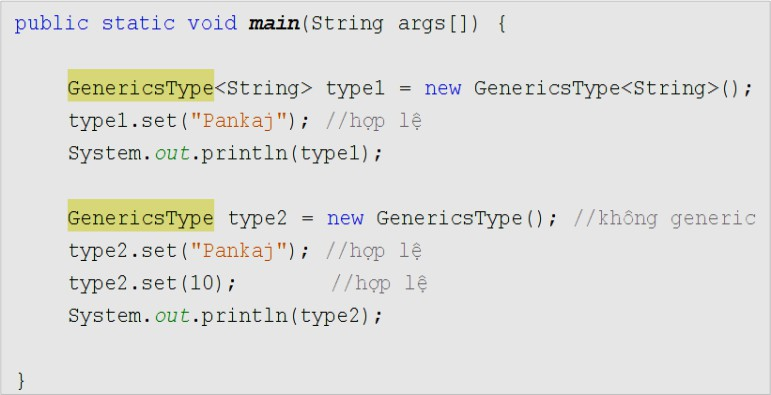 public static void main(String args[]) {
GenericsType<String> type1 = new GenericsType<String>();
type1.set("Pankaj"); //hợp lệ
System.out.println(type1);
GenericsType type2 = new GenericsType(); //không generic
type2.set("Pankaj"); //hợp lệ
type2.set(10); //hợp lệ
System.out.println(type2);
}